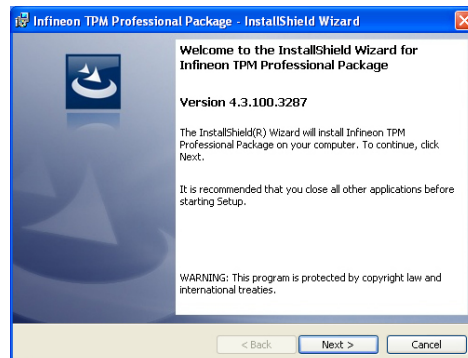 Infineon TPM Professional Package - InstallShield Wizard
Welcome to the InstallShield Wizard for
Infineon TPM Professional Package
Version 4.3.100.3287
The InstallShield(R) Wizard will install Infineon TPM
Professional Package on your computer. To continue, click
Next.
It is recommended that you close all other applications before
starting Setup.
WARNING: This program is protected by copyright law and
international treaties.
< Back
Next >
Cancel